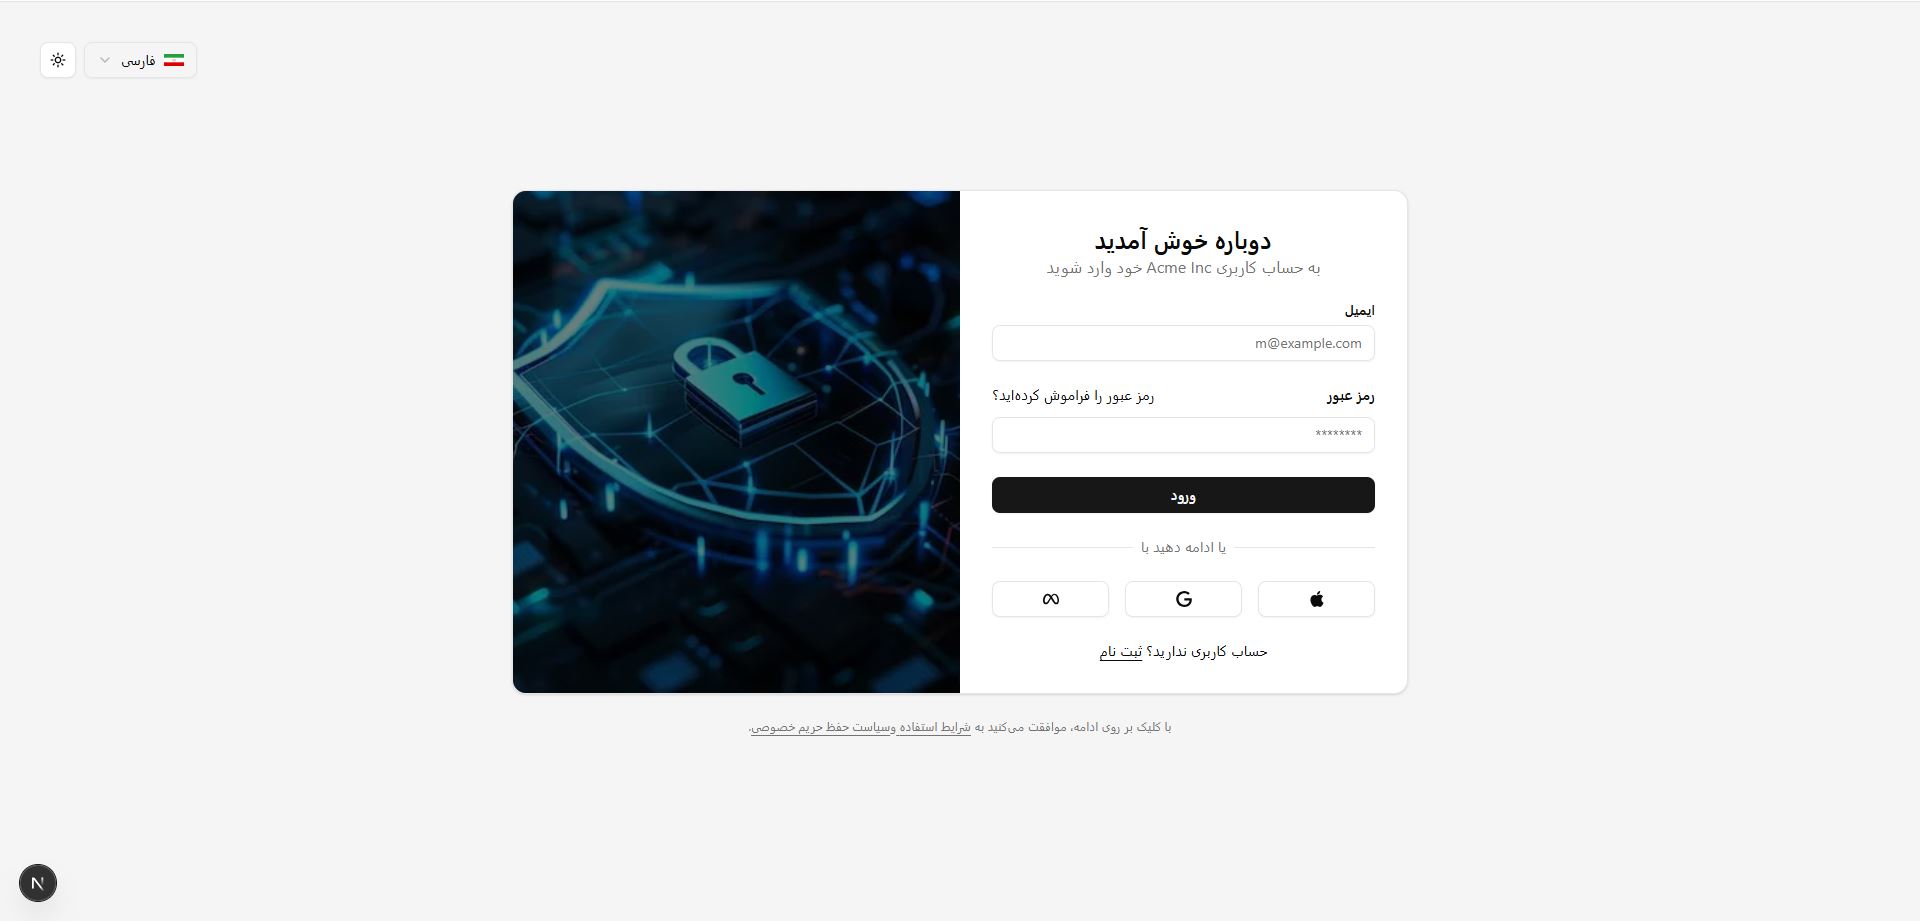 فارسی
دوباره خوش آمدید
به حساب کاربری Acme Inc خود وارد شوید
ایمیل
m@example.com
رمز عبور
رمز عبور را فراموش کرده‌اید؟
********
ورود
یا ادامه دهید با
حساب کاربری ندارید؟ ثبت نام
با کلیک بر روی ادامه، موافقت می‌کنید به شرایط استفاده وسیاست حفظ حریم خصوصی.
N